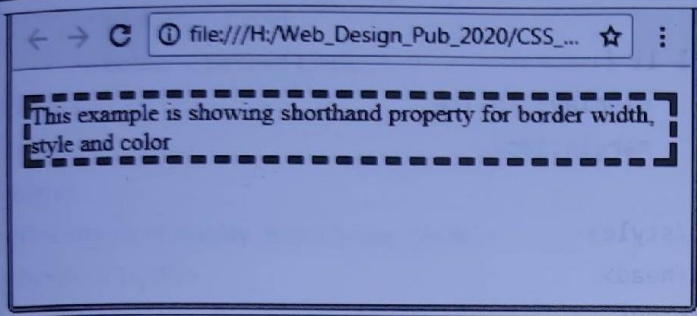 file:///H:/Web_Design_Pub_2020/CSS_...
This example is showing shorthand property for border width,
style and color